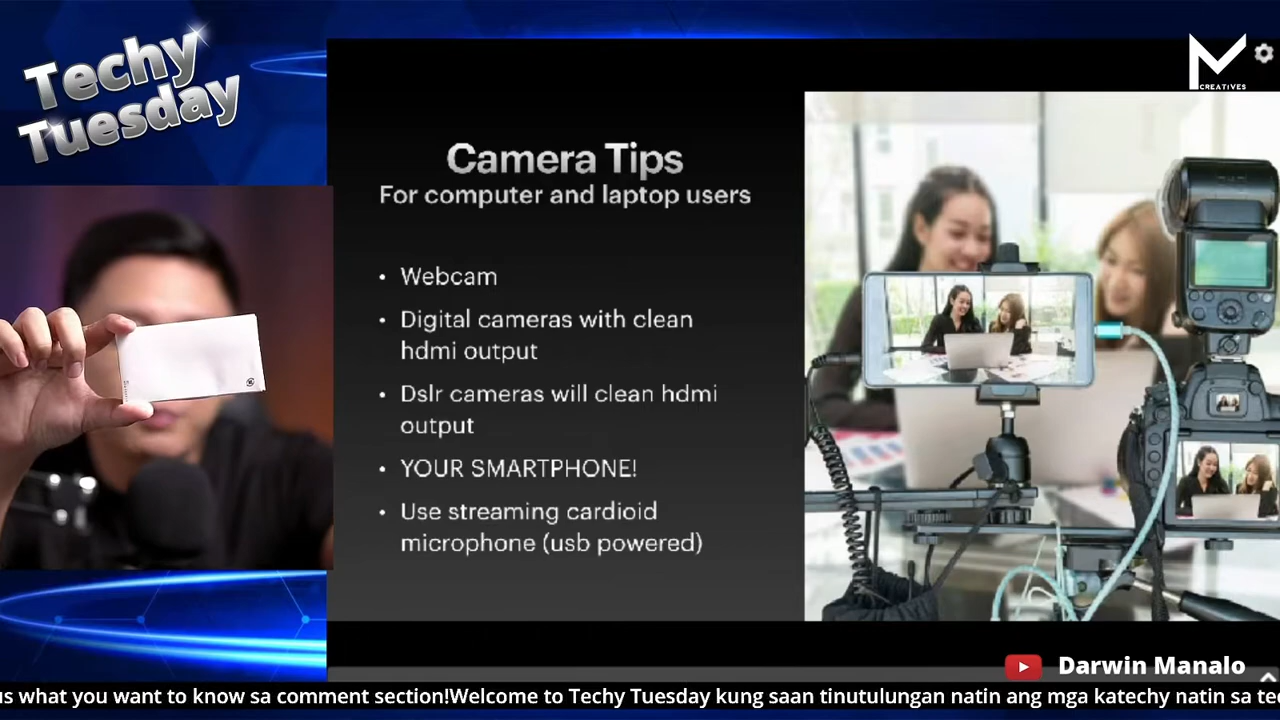 Techy
Tuesday
CREATIVES
Camera Tips
For computer and laptop users
• Webcam
• Digital cameras with clean
hdmi output
• Dslr cameras will clean hdmi
output
• YOUR SMARTPHONE!
• Use streaming cardioid
microphone (usb powered)
Darwin Manalo
us what you want to know sa comment section!Welcome to Techy Tuesday kung saan tinutulungan natin ang mga katechy natin sa